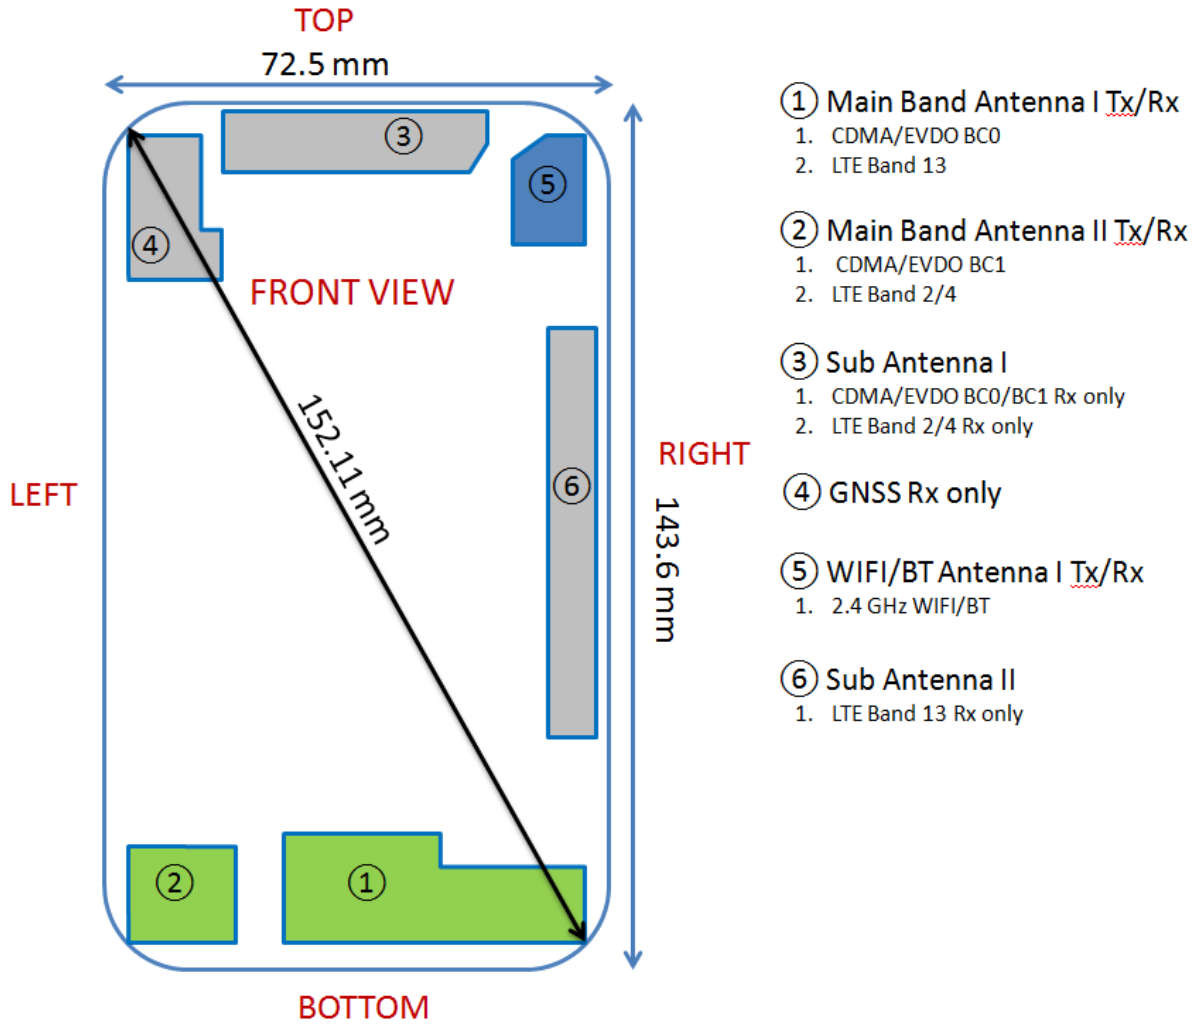 TOP
72.5 mm
③
⑤
④
FRONT VIEW
152.11 mm
LEFT
⑥
RIGHT
143.6 mm
②
①
BOTTOM
① Main Band Antenna I Tx/Rx
1. CDMA/EVDO BC0
2. LTE Band 13
② Main Band Antenna II Tx/Rx
1. CDMA/EVDO BC1
2. LTE Band 2/4
③ Sub Antenna I
1. CDMA/EVDO BC0/BC1 Rx only
2. LTE Band 2/4 Rx only
④ GNSS Rx only
⑤ WIFI/BT Antenna I Tx/Rx
1. 2.4 GHz WIFI/BT
⑥ Sub Antenna II
1. LTE Band 13 Rx only